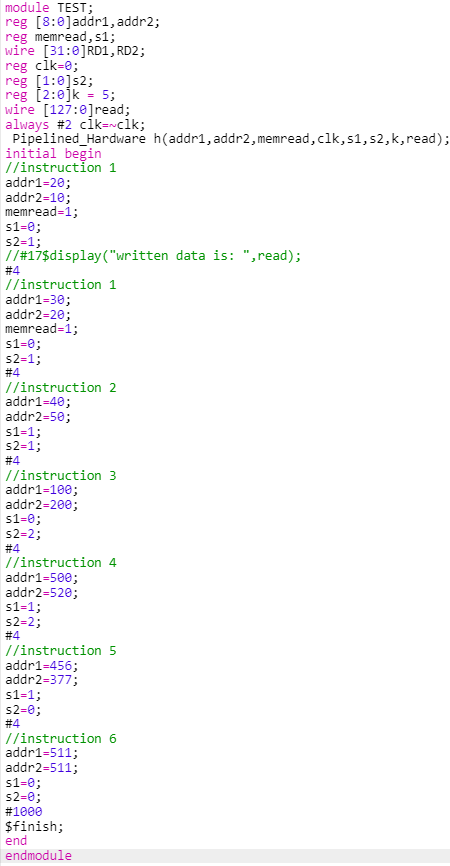 module TEST;
reg [8:0]addr1,addr2;
reg memread,s1;
wire [31:0]RD1,RD2;
reg clk=0;
reg [1:0]s2;
reg [2:0]k = 5;
wire [127:0]read;
always #2 clk=~clk;
 Pipelined_Hardware h(addr1,addr2,memread,clk,s1,s2,k,read);
initial begin
//instruction 1
addr1=20;
addr2=10;
memread=1;
s1=0;
s2=1;
//#17$display("written data is: ",read);
#4
//instruction 1
addr1=30;
addr2=20;
memread=1;
s1=0;
s2=1;
#4
//instruction 2
addr1=40;
addr2=50;
s1=1;
s2=1;
#4
//instruction 3
addr1=100;
addr2=200;
s1=0;
s2=2;
#4
//instruction 4
addr1=500;
addr2=520;
s1=1;
s2=2;
#4
//instruction 5
addr1=456;
addr2=377;
s1=1;
s2=0;
#4
//instruction 6
addr1=511;
addr2=511;
s1=0;
s2=0;
#1000
$finish;
end
endmodule